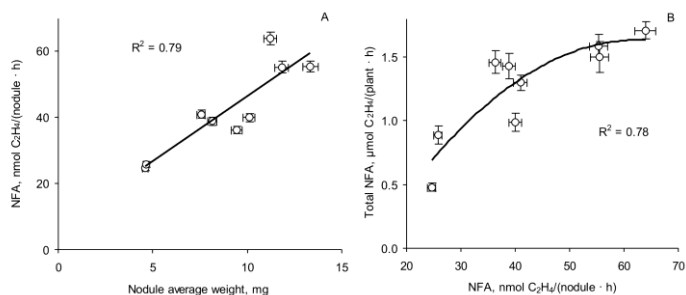 A
R² = 0.79
NFA, nmol C₂H₄/(nodule · h)
60
40
20
0
0 5 10 15
Nodule average weight, mg
B
Total NFA, µmol C₂H₄/(plant · h)
1.5
1.0
0.5
0.0
R² = 0.78
20 30 40 50 60 70
NFA, nmol C₂H₄/(nodule · h)